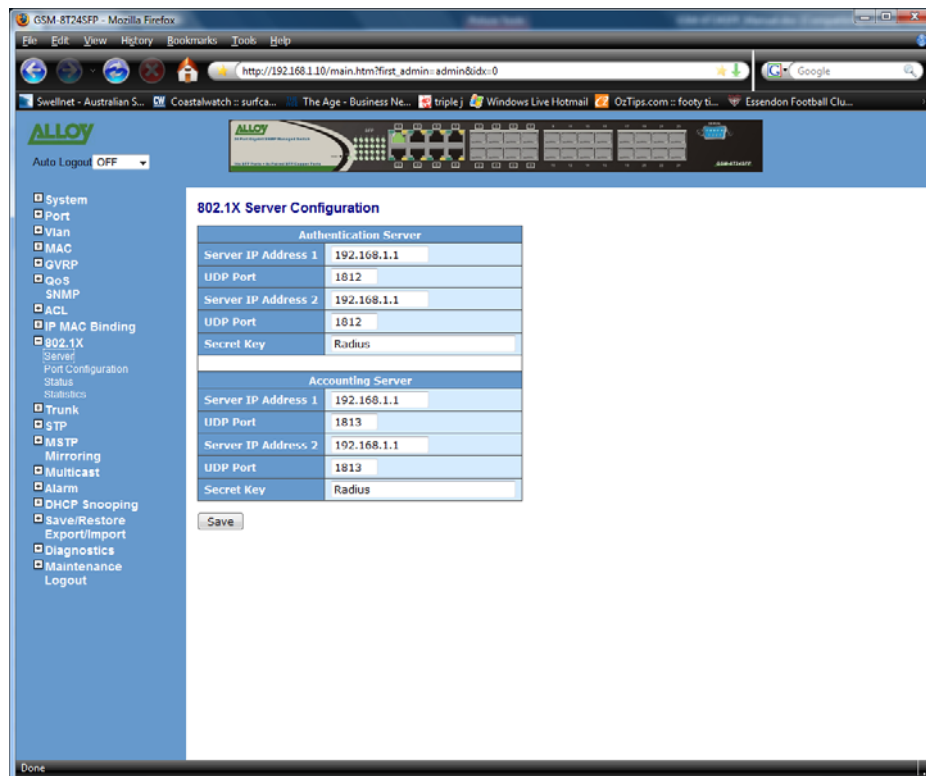 GSM-8T24SFP - Mozilla Firefox
File Edit View History Bookmarks Tools Help
http://192.168.1.10/main.htm?first_admin=admin&idx=0
Google
Swellnet - Australian S... CW Coastalwatch :: surfca... The Age - Business Ne... triple j Windows Live Hotmail OzTips.com :: footy ti... Essendon Football Clu...
ALLOY
Auto Logout OFF
ALLOY
GSM-8T24SFP
System
Port
Vlan
MAC
GVRP
QoS
SNMP
ACL
IP MAC Binding
802.1X
Server
Port Configuration
Status
Statistics
Trunk
STP
MSTP
Mirroring
Multicast
Alarm
DHCP Snooping
Save/Restore
Export/Import
Diagnostics
Maintenance
Logout
802.1X Server Configuration
Authentication Server
Server IP Address 1 192.168.1.1
UDP Port 1812
Server IP Address 2 192.168.1.1
UDP Port 1812
Secret Key Radius
Accounting Server
Server IP Address 1 192.168.1.1
UDP Port 1813
Server IP Address 2 192.168.1.1
UDP Port 1813
Secret Key Radius
Save
Done